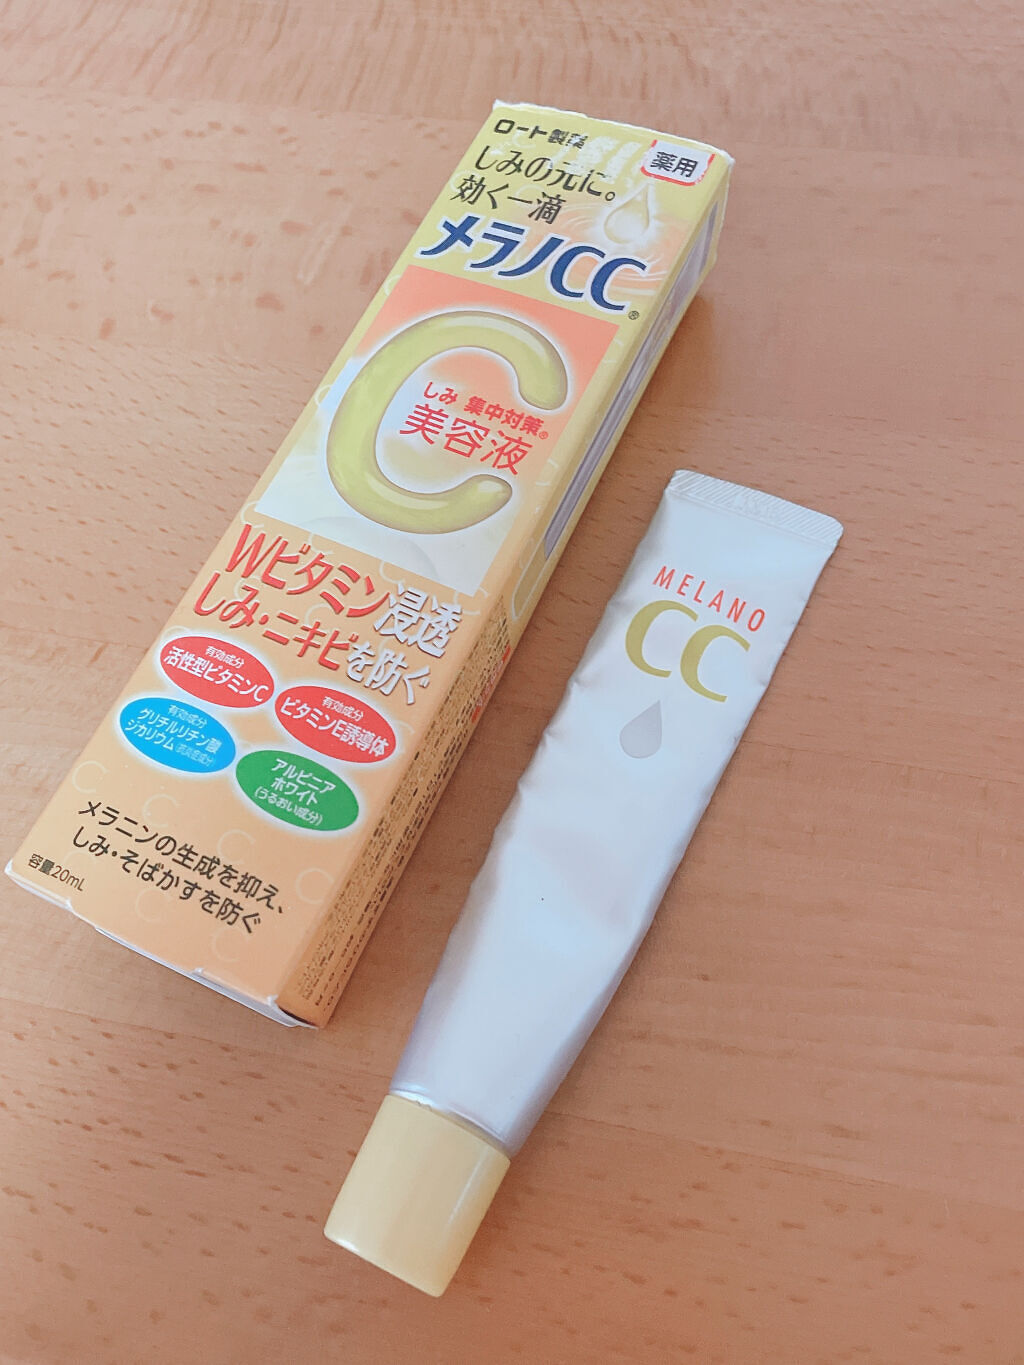 ロート製薬
薬用
しみの元に。
効く一滴
メラノCC®
しみ 集中対策®
美容液
Wビタミン浸透
しみ・ニキビを防ぐ
有効成分
活性型ビタミンC
有効成分
ビタミンE誘導体
有効成分
グリチルリチン酸
ジカリウム(抗炎症成分)
アルピニア
ホワイト
(うるおい成分)
メラニンの生成を抑え、
しみ・そばかすを防ぐ
容量20mL
MELANO
CC